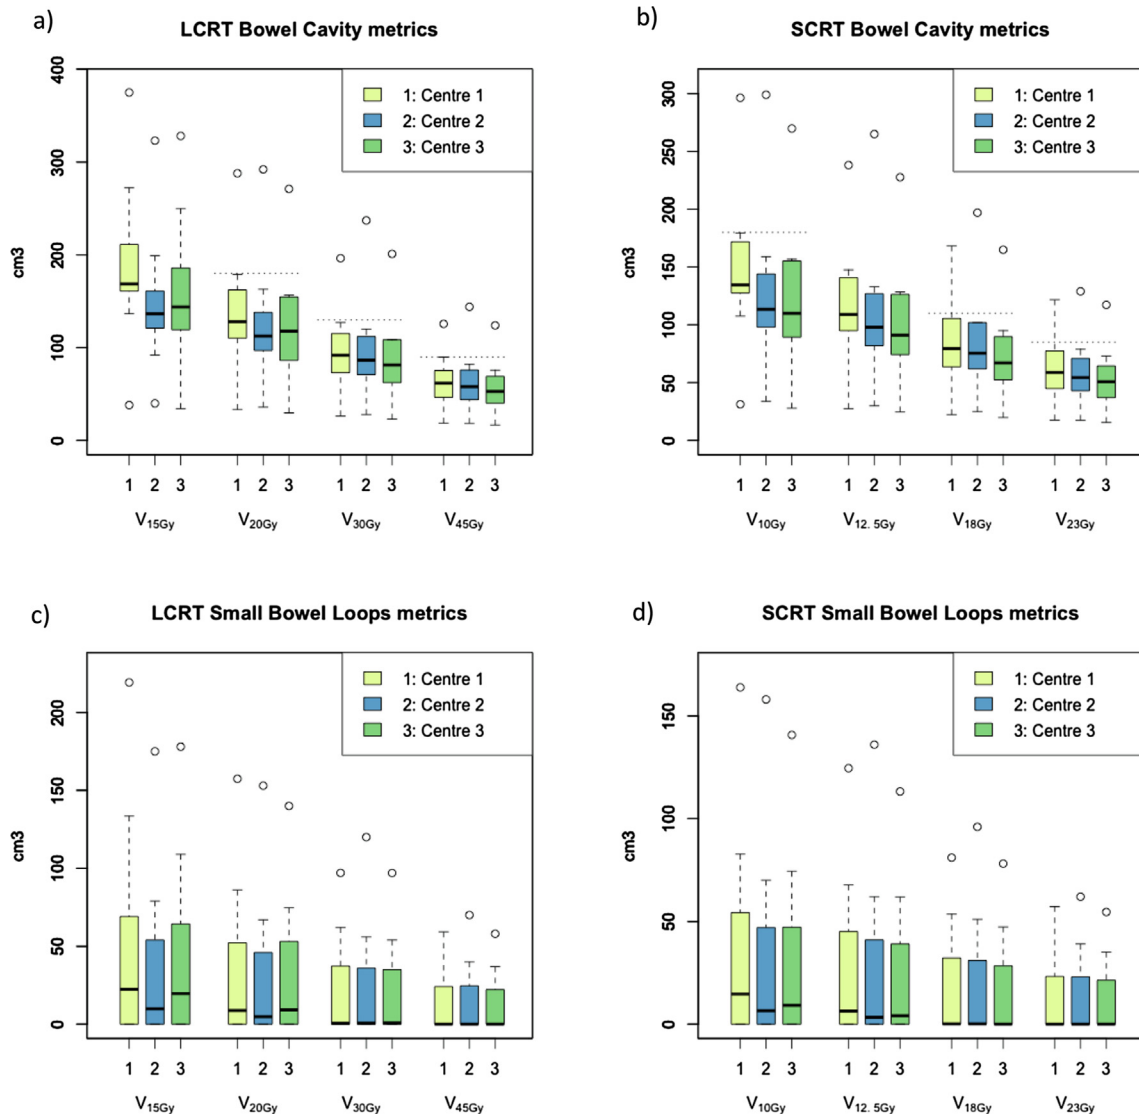 a)
LCRT Bowel Cavity metrics
400
300
200
100
0
cm3
1: Centre 1
2: Centre 2
3: Centre 3
1 2 3 1 2 3 1 2 3 1 2 3
V15Gy V20Gy V30Gy V45Gy
b)
SCRT Bowel Cavity metrics
300
250
200
150
100
50
0
cm3
1: Centre 1
2: Centre 2
3: Centre 3
1 2 3 1 2 3 1 2 3 1 2 3
V10Gy V12.5Gy V18Gy V23Gy
c)
LCRT Small Bowel Loops metrics
200
150
100
50
0
cm3
1: Centre 1
2: Centre 2
3: Centre 3
1 2 3 1 2 3 1 2 3 1 2 3
V15Gy V20Gy V30Gy V45Gy
d)
SCRT Small Bowel Loops metrics
150
100
50
0
cm3
1: Centre 1
2: Centre 2
3: Centre 3
1 2 3 1 2 3 1 2 3 1 2 3
V10Gy V12.5Gy V18Gy V23Gy